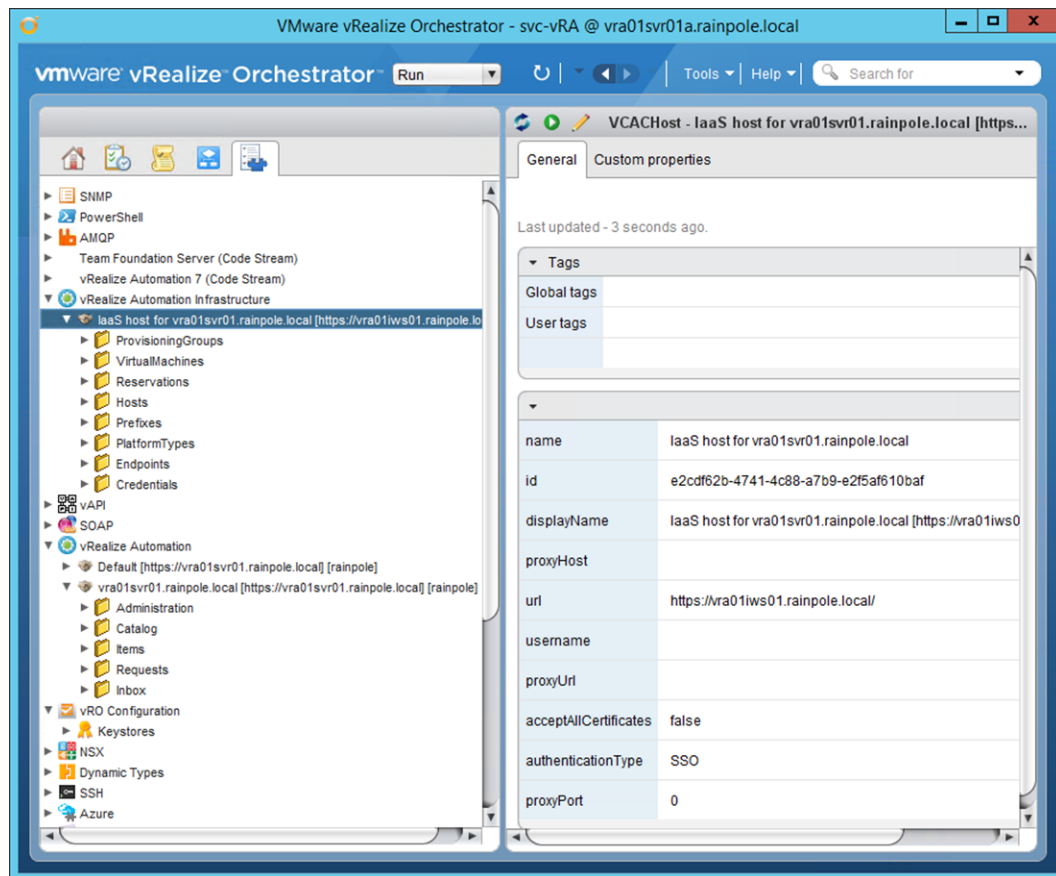 VMware vRealize Orchestrator - svc-vRA @ vra01svr01a.rainpole.local
vmware vRealize Orchestrator Run Tools Help Search for
VCACHost - IaaS host for vra01svr01.rainpole.local [https...
General Custom properties
SNMP
PowerShell
AMQP
Team Foundation Server (Code Stream)
vRealize Automation 7 (Code Stream)
vRealize Automation Infrastructure
IaaS host for vra01svr01.rainpole.local [https://vra01iws01.rainpole.lo
ProvisioningGroups
VirtualMachines
Reservations
Hosts
Prefixes
PlatformTypes
Endpoints
Credentials
vAPI
SOAP
vRealize Automation
Default [https://vra01svr01.rainpole.local] [rainpole]
vra01svr01.rainpole.local [https://vra01svr01.rainpole.local] [rainpole]
Administration
Catalog
Items
Requests
Inbox
vRO Configuration
Keystores
NSX
Dynamic Types
SSH
Azure
Last updated - 3 seconds ago.
Tags
Global tags
User tags
name IaaS host for vra01svr01.rainpole.local
id e2cdf62b-4741-4c88-a7b9-e2f5af610baf
displayName IaaS host for vra01svr01.rainpole.local [https://vra01iws0
proxyHost
url https://vra01iws01.rainpole.local/
username
proxyUrl
acceptAllCertificates false
authenticationType SSO
proxyPort 0